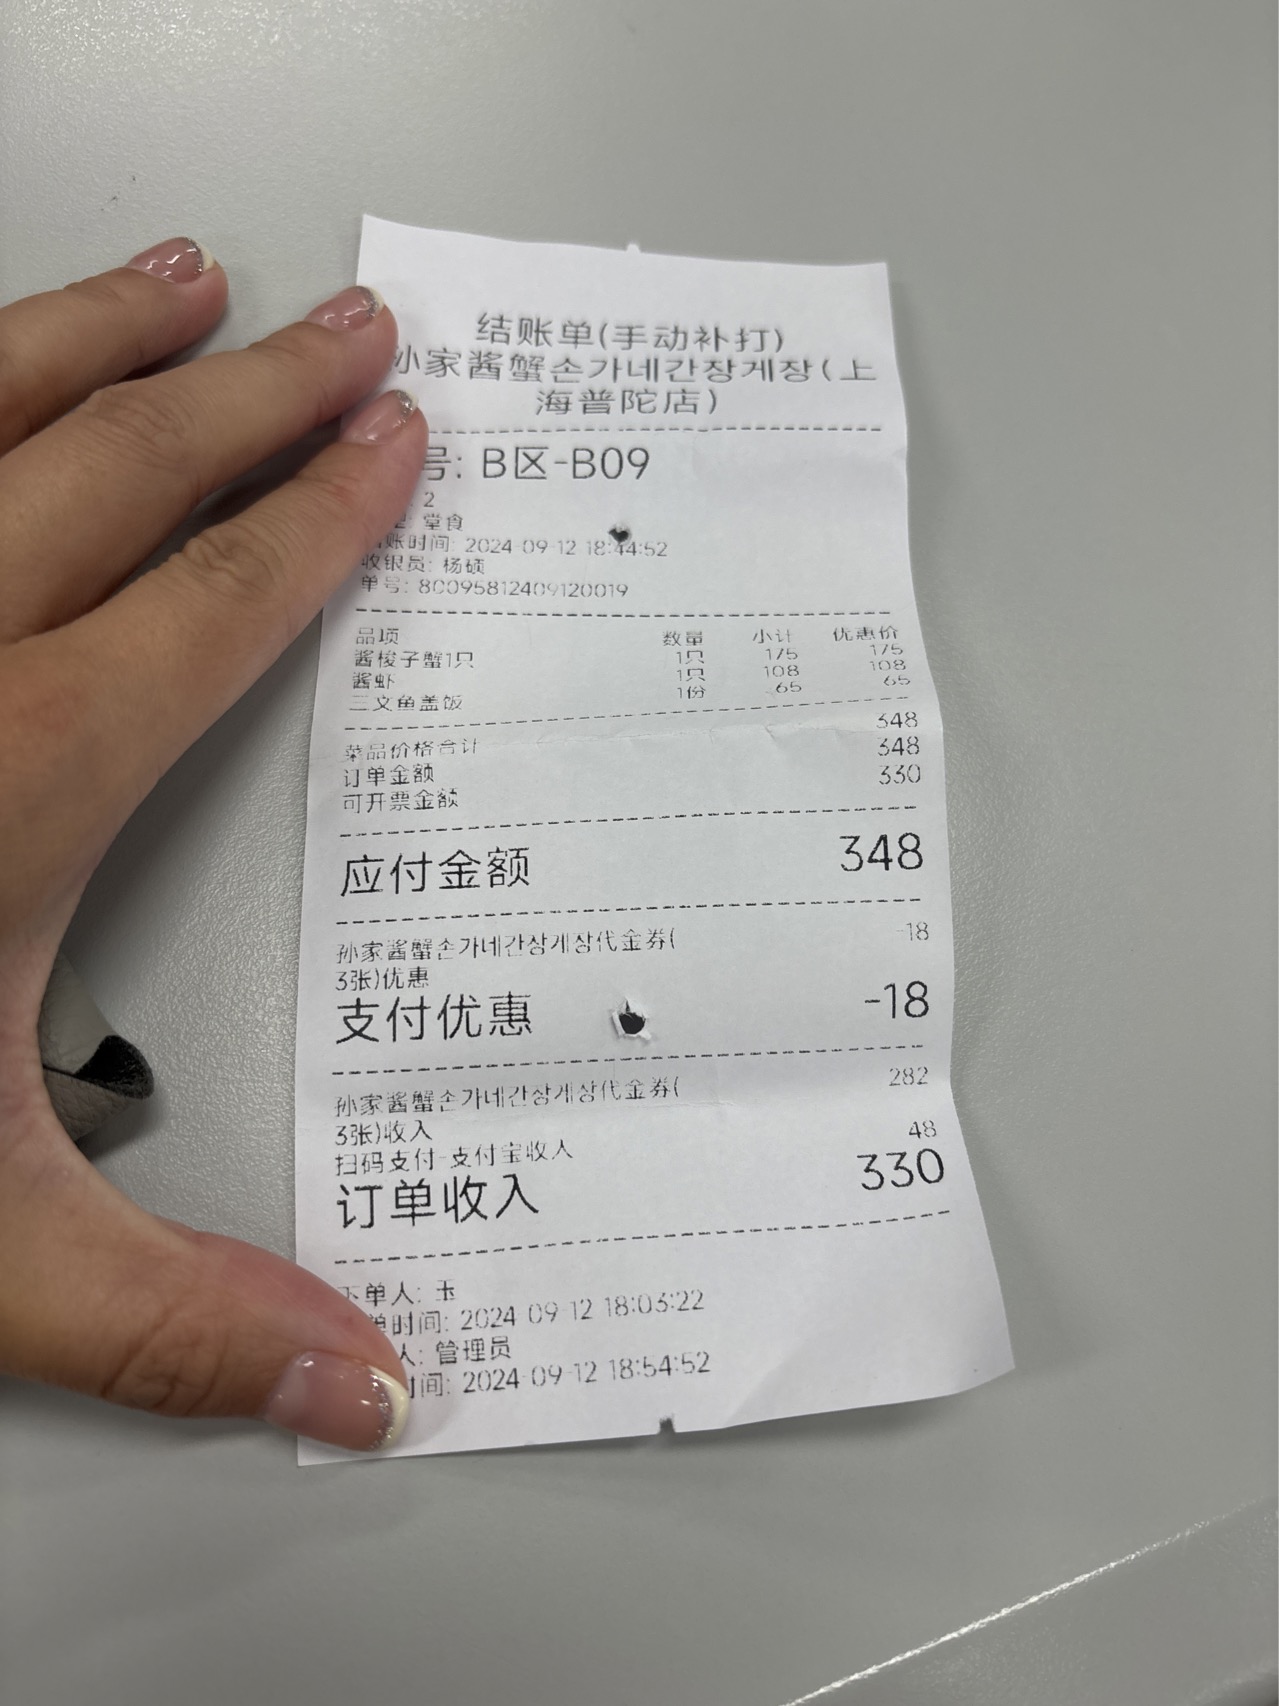 结账单(手动补打)
孙家酱蟹손가네간장게장(上
海普陀店)
号: B区-B09
: 2
: 堂食
账时间: 2024-09-12 18:44:52
收银员: 杨硕
单号: 80095812409120019
品项 数量 小计 优惠价
酱梭子蟹1只 1只 175 175
酱虾 1只 108 108
三文鱼盖饭 1份 65 65
菜品价格合计 348
订单金额 348
可开票金额 330
应付金额 348
孙家酱蟹손가네간장게장代金券( -18
3张)优惠
支付优惠 -18
孙家酱蟹손가네간장게장代金券( 282
3张)收入
扫码支付-支付宝收入 48
订单收入 330
下单人: 玉
单时间: 2024-09-12 18:03:22
人: 管理员
时间: 2024-09-12 18:54:52